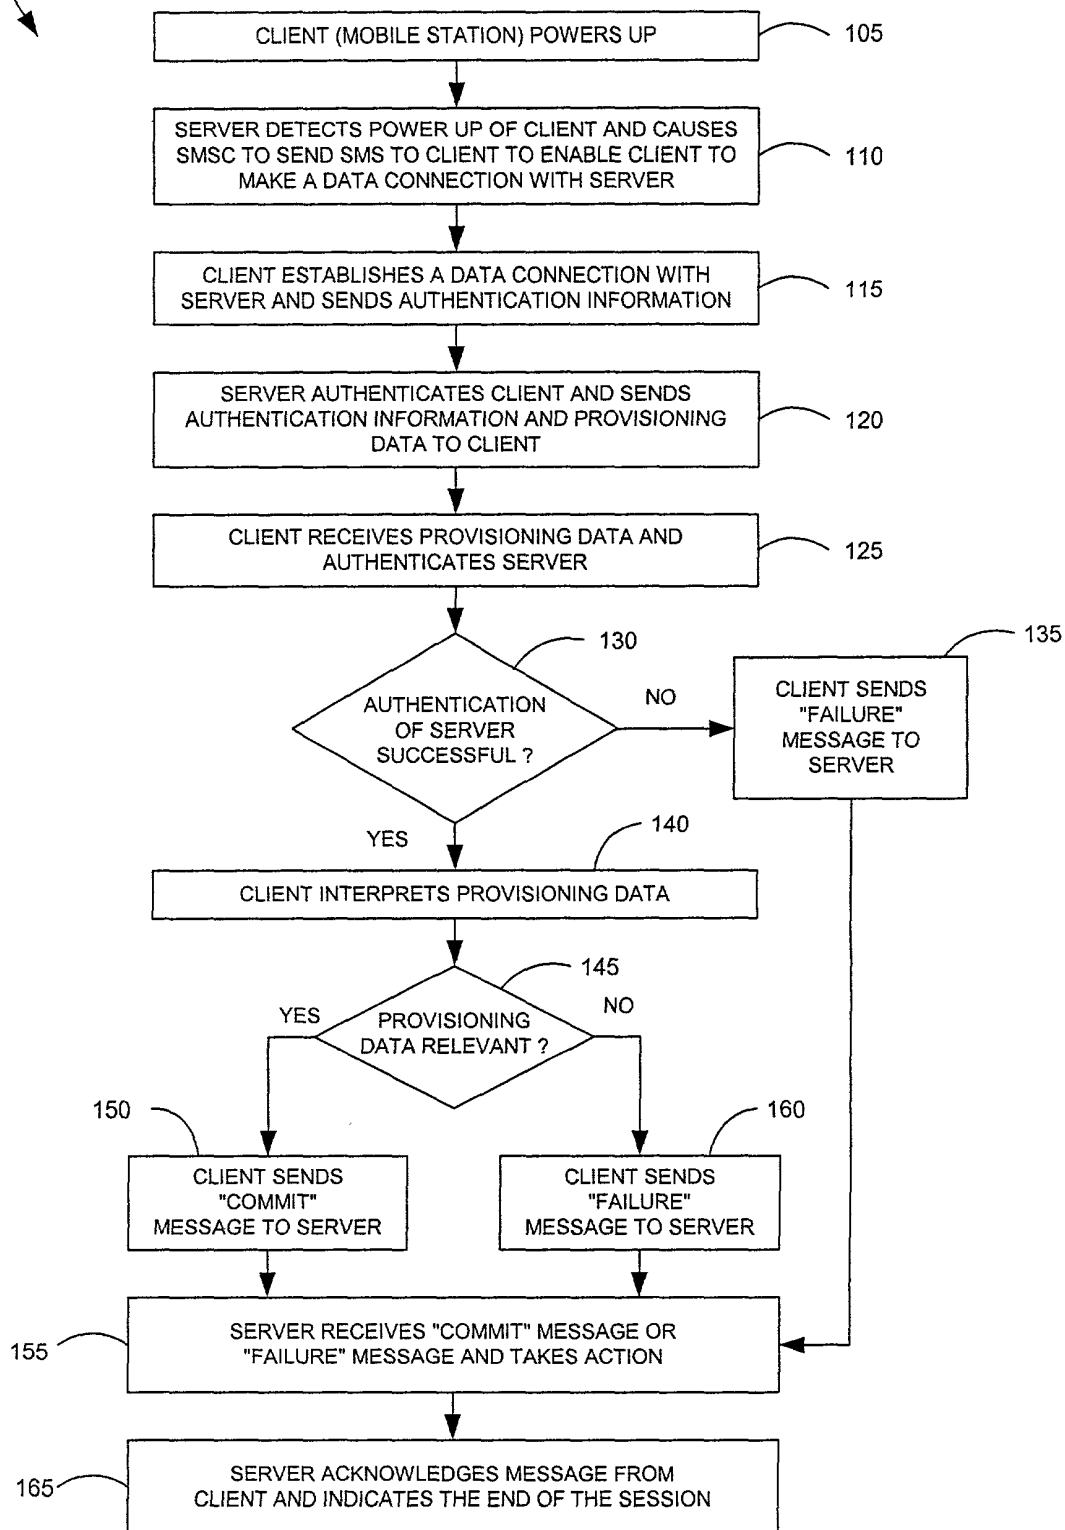 CLIENT (MOBILE STATION) POWERS UP
105
SERVER DETECTS POWER UP OF CLIENT AND CAUSES
SMSC TO SEND SMS TO CLIENT TO ENABLE CLIENT TO
MAKE A DATA CONNECTION WITH SERVER
110
CLIENT ESTABLISHES A DATA CONNECTION WITH
SERVER AND SENDS AUTHENTICATION INFORMATION
115
SERVER AUTHENTICATES CLIENT AND SENDS
AUTHENTICATION INFORMATION AND PROVISIONING
DATA TO CLIENT
120
CLIENT RECEIVES PROVISIONING DATA AND
AUTHENTICATES SERVER
125
130
AUTHENTICATION
OF SERVER
SUCCESSFUL ?
NO
135
CLIENT SENDS
"FAILURE"
MESSAGE TO
SERVER
YES
140
CLIENT INTERPRETS PROVISIONING DATA
145
PROVISIONING
DATA RELEVANT ?
YES
NO
150
CLIENT SENDS
"COMMIT"
MESSAGE TO SERVER
160
CLIENT SENDS
"FAILURE"
MESSAGE TO SERVER
155
SERVER RECEIVES "COMMIT" MESSAGE OR
"FAILURE" MESSAGE AND TAKES ACTION
165
SERVER ACKNOWLEDGES MESSAGE FROM
CLIENT AND INDICATES THE END OF THE SESSION